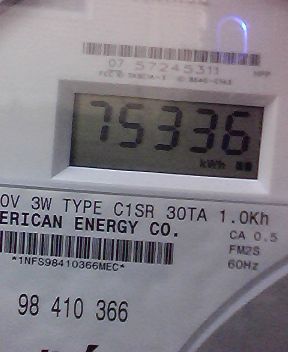 07 57245311
HPP
75336
kWh
0V 3W TYPE C1SR 30TA 1.0Kh
ERICAN ENERGY CO.
CA 0.5
FM2S
60Hz
*1NFS98410366MEC*
98 410 366